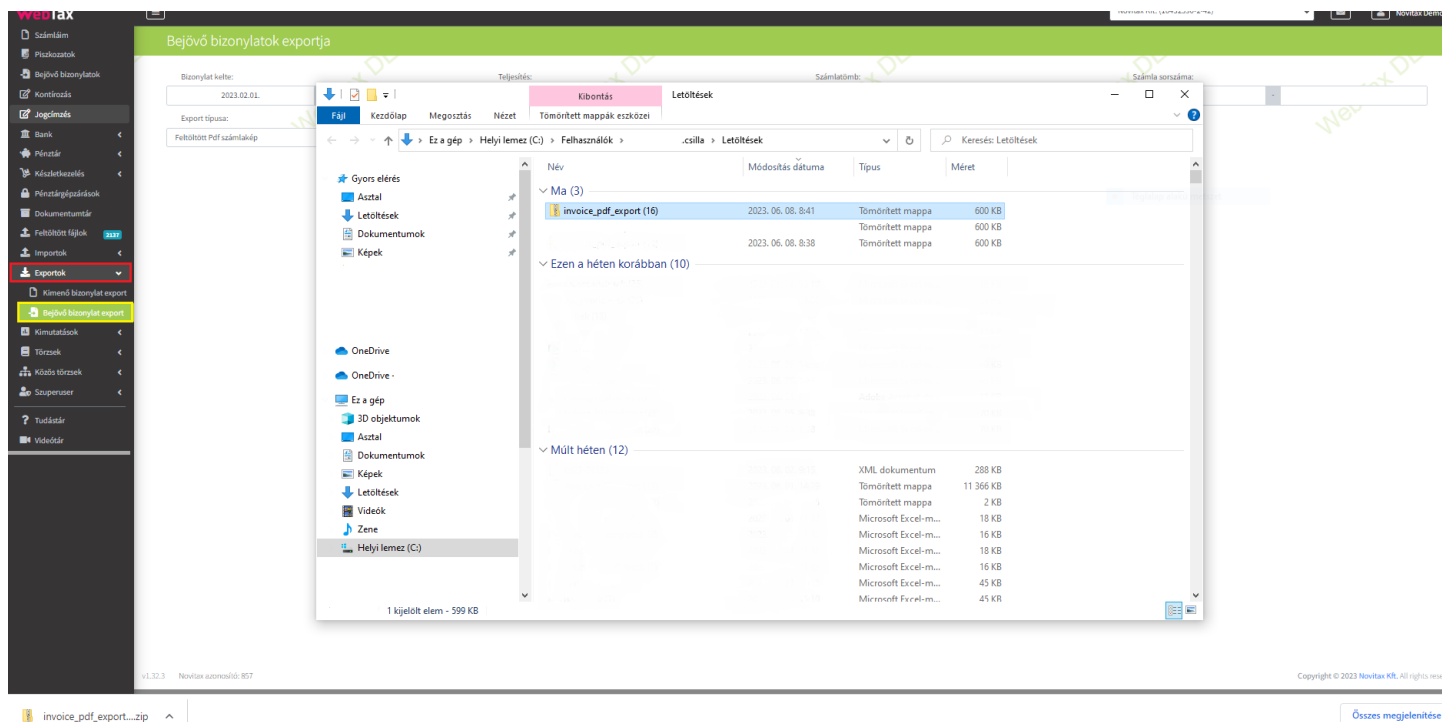 WebTax
Novitax Demo
Számláim
Piszkozatok
Bejövő bizonylatok
Kontírozás
Jogcímzés
Bank
Pénztár
Készletkezelés
Pénztárgépzárások
Dokumentumtár
Feltöltött fájlok 2137
Importok
Exportok
Kimenő bizonylat export
Bejövő bizonylat export
Kimutatások
Törzsek
Közös törzsek
Szuperuser
Tudástár
Videótár
Bejövő bizonylatok exportja
Bizonylat kelte:
Teljesítés:
Számlatömb:
Számla sorszáma:
2023.02.01.
-
Export típusa:
Feltöltött Pdf számlakép
Kibontás
Letöltések
Fájl
Kezdőlap
Megosztás
Nézet
Tömörített mappák eszközei
Ez a gép › Helyi lemez (C:) › Felhasználók › .csilla › Letöltések
Keresés: Letöltések
Gyors elérés
Asztal
Letöltések
Dokumentumok
Képek
OneDrive
OneDrive -
Ez a gép
3D objektumok
Asztal
Dokumentumok
Képek
Letöltések
Videók
Zene
Helyi lemez (C:)
Név
Módosítás dátuma
Típus
Méret
Ma (3)
invoice_pdf_export (16) 2023. 06. 08. 8:41 Tömörített mappa 600 KB
Tömörített mappa 600 KB
2023. 06. 08. 8:38 Tömörített mappa 600 KB
Ezen a héten korábban (10)
Múlt héten (12)
XML dokumentum 288 KB
Tömörített mappa 11 366 KB
Tömörített mappa 2 KB
Microsoft Excel-m... 18 KB
Microsoft Excel-m... 16 KB
Microsoft Excel-m... 18 KB
Microsoft Excel-m... 16 KB
Microsoft Excel-m... 45 KB
Microsoft Excel-m... 45 KB
1 kijelölt elem - 599 KB
v1.32.3 Novitax azonosító: 857
Copyright © 2023 Novitax Kft. All rights rese
invoice_pdf_export....zip
Összes megjelenítése